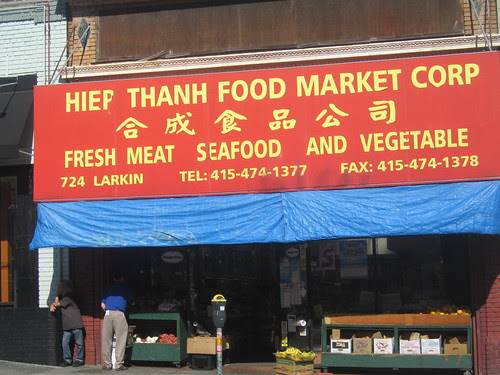 HIEP THANH FOOD MARKET CORP
合成食品公司
FRESH MEAT SEAFOOD AND VEGETABLE
724 LARKIN TEL: 415-474-1377 FAX: 415-474-1378